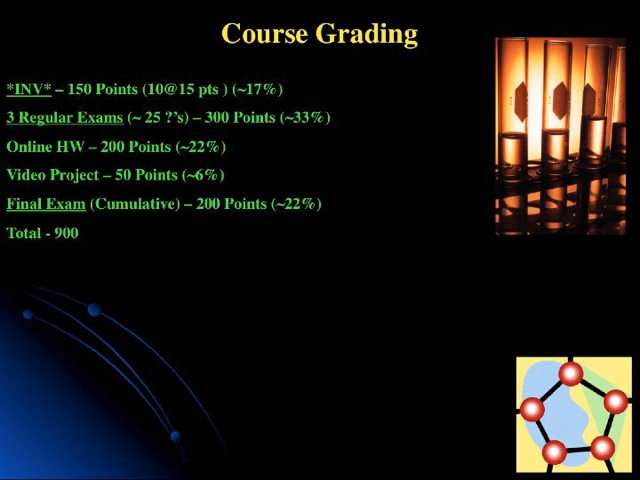 Course Grading
*INV* – 150 Points (10@15 pts ) (~17%)
3 Regular Exams (~ 25 ?’s) – 300 Points (~33%)
Online HW – 200 Points (~22%)
Video Project – 50 Points (~6%)
Final Exam (Cumulative) – 200 Points (~22%)
Total - 900